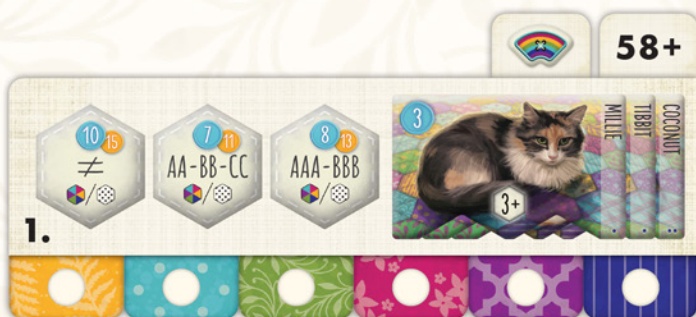 58+
10 15
≠
7 11
AA-BB-CC
8 13
AAA-BBB
3
3+
MILLIE
TIBBIT
COCONUT
1.